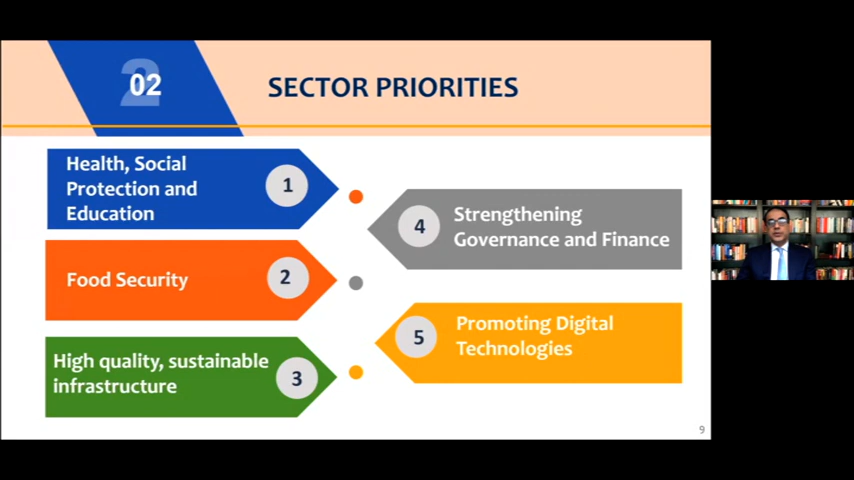 02
SECTOR PRIORITIES
Health, Social
Protection and
Education
1
Food Security
2
High quality, sustainable
infrastructure
3
4
Strengthening
Governance and Finance
5
Promoting Digital
Technologies
9